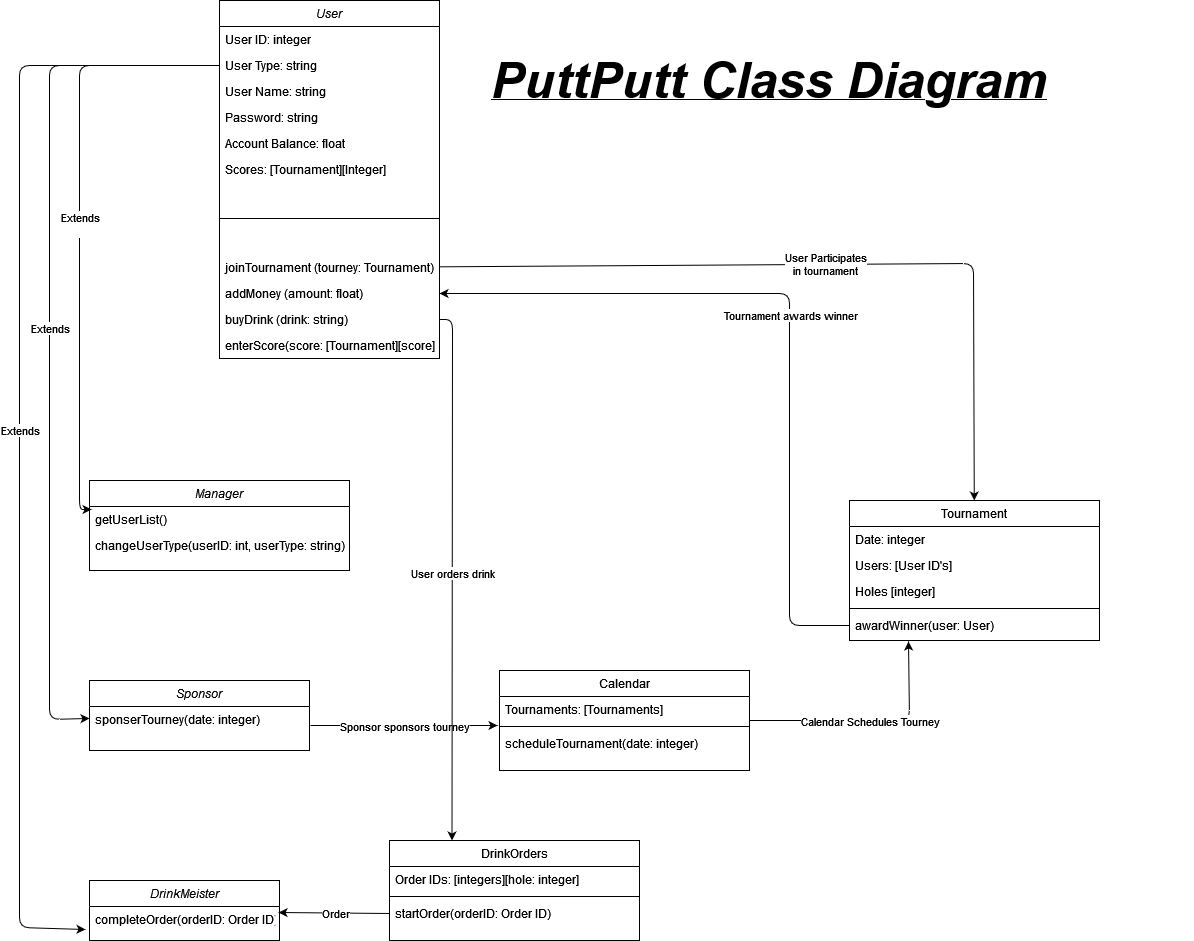 User
User ID: integer
User Type: string
User Name: string
Password: string
Account Balance: float
Scores: [Tournament][Integer]
PuttPutt Class Diagram
Extends
joinTournament (tourney: Tournament)
addMoney (amount: float)
buyDrink (drink: string)
enterScore(score: [Tournament][score]
User Participates
in tournament
Tournament awards winner
Extends
Extends
Manager
getUserList()
changeUserType(userID: int, userType: string)
User orders drink
Tournament
Date: integer
Users: [User ID's]
Holes [integer]
awardWinner(user: User)
Sponsor
sponserTourney(date: integer)
Sponsor sponsors tourney
Calendar
Tournaments: [Tournaments]
scheduleTournament(date: integer)
Calendar Schedules Tourney
DrinkOrders
Order IDs: [integers][hole: integer]
startOrder(orderID: Order ID)
Order
DrinkMeister
completeOrder(orderID: Order ID